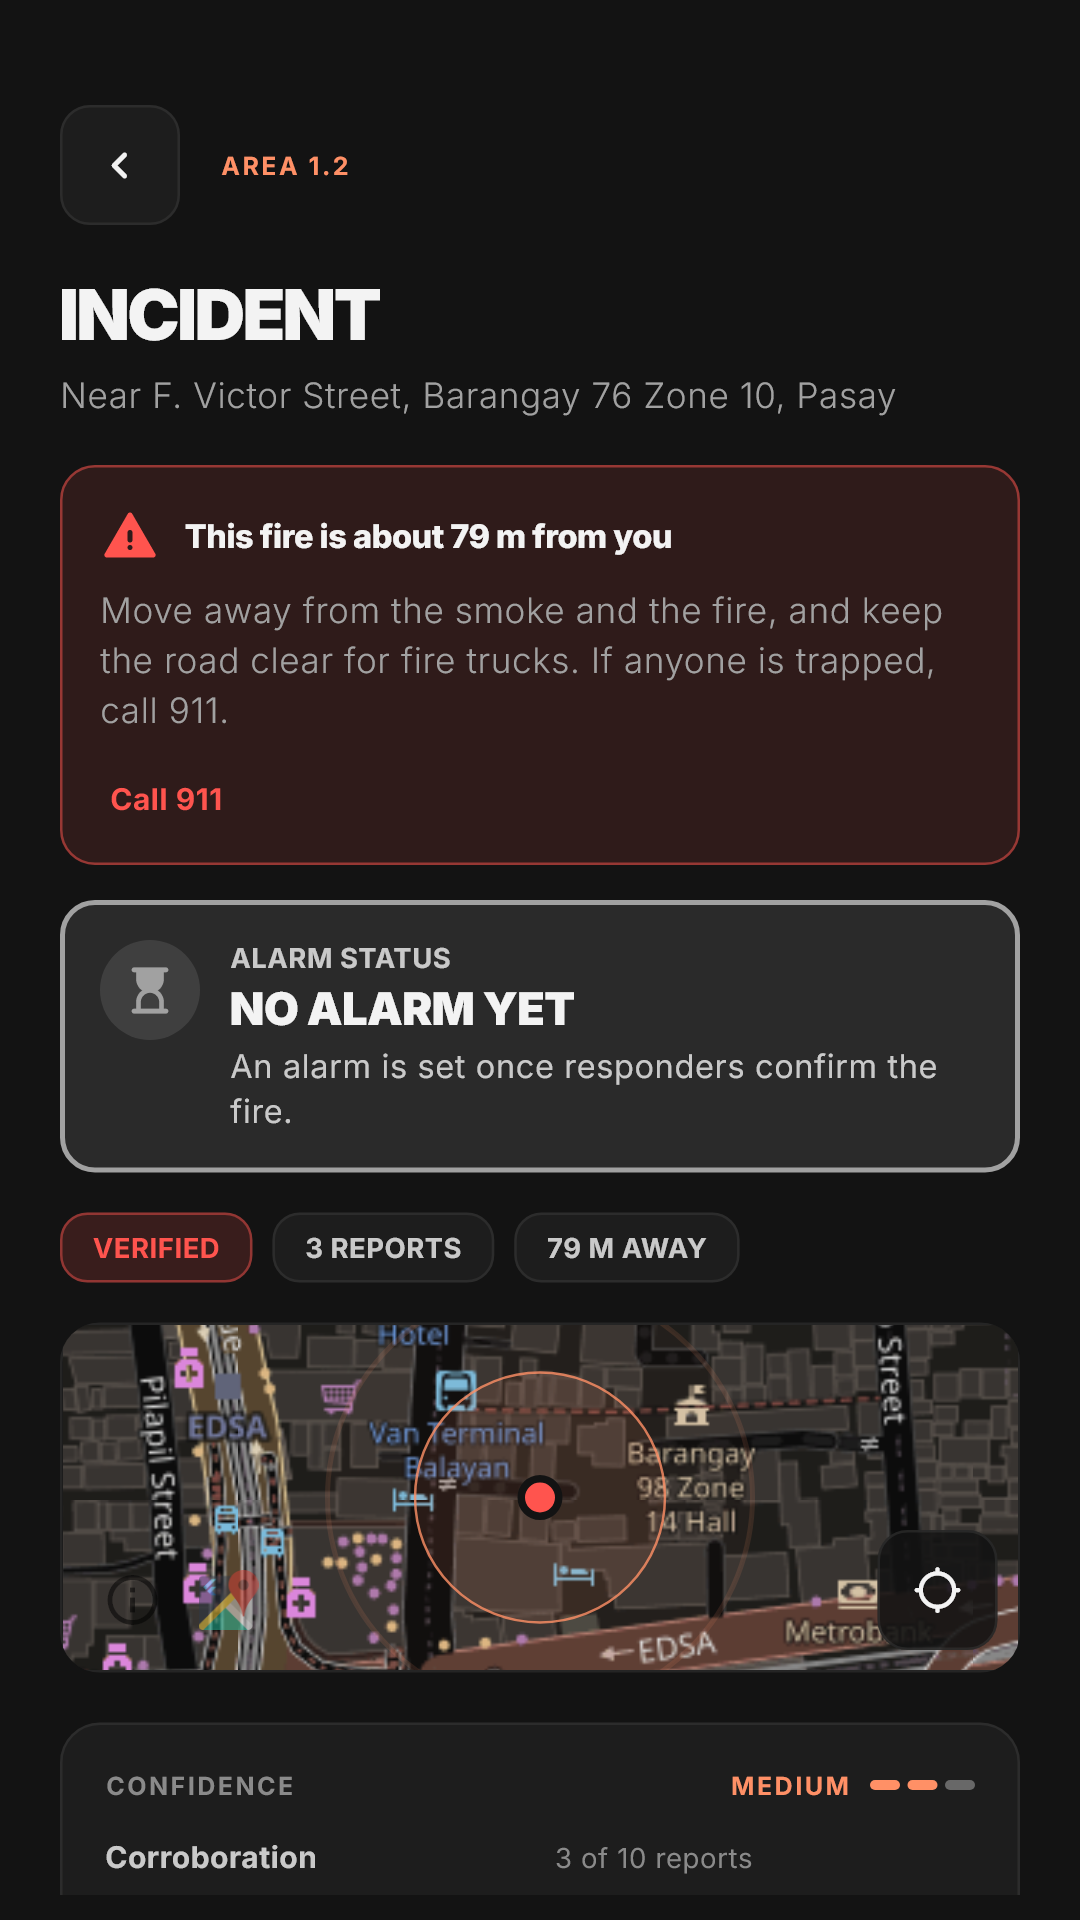 AREA 1.2
INCIDENT
Near F. Victor Street, Barangay 76 Zone 10, Pasay
This fire is about 79 m from you
Move away from the smoke and the fire, and keep
the road clear for fire trucks. If anyone is trapped,
call 911.
Call 911
ALARM STATUS
NO ALARM YET
An alarm is set once responders confirm the
fire.
VERIFIED
3 REPORTS
79 M AWAY
Hotel
Pilapil Street
EDSA
Van Terminal
Balayan
Barangay
98 Zone
14 Hall
Street
Metrobank
←EDSA
CONFIDENCE
MEDIUM
Corroboration
3 of 10 reports